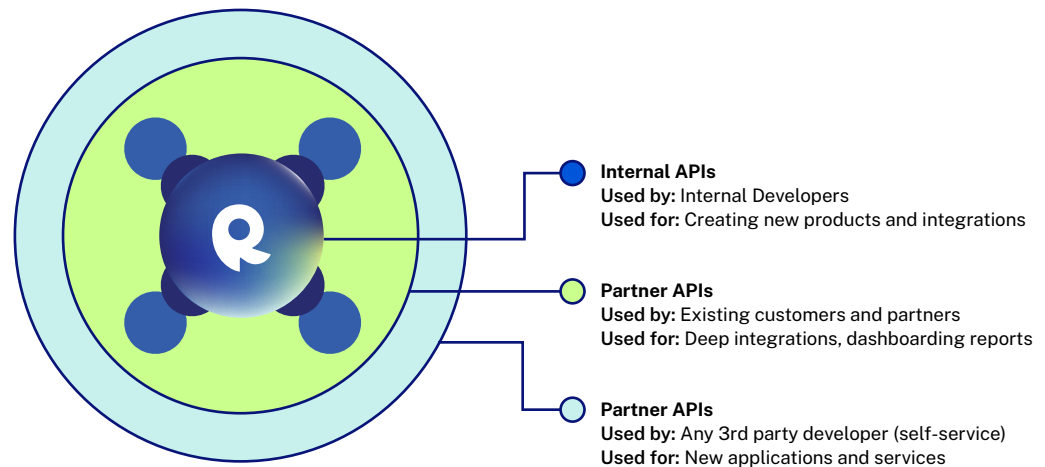 Internal APIs
Used by: Internal Developers
Used for: Creating new products and integrations
Partner APIs
Used by: Existing customers and partners
Used for: Deep integrations, dashboarding reports
Partner APIs
Used by: Any 3rd party developer (self-service)
Used for: New applications and services